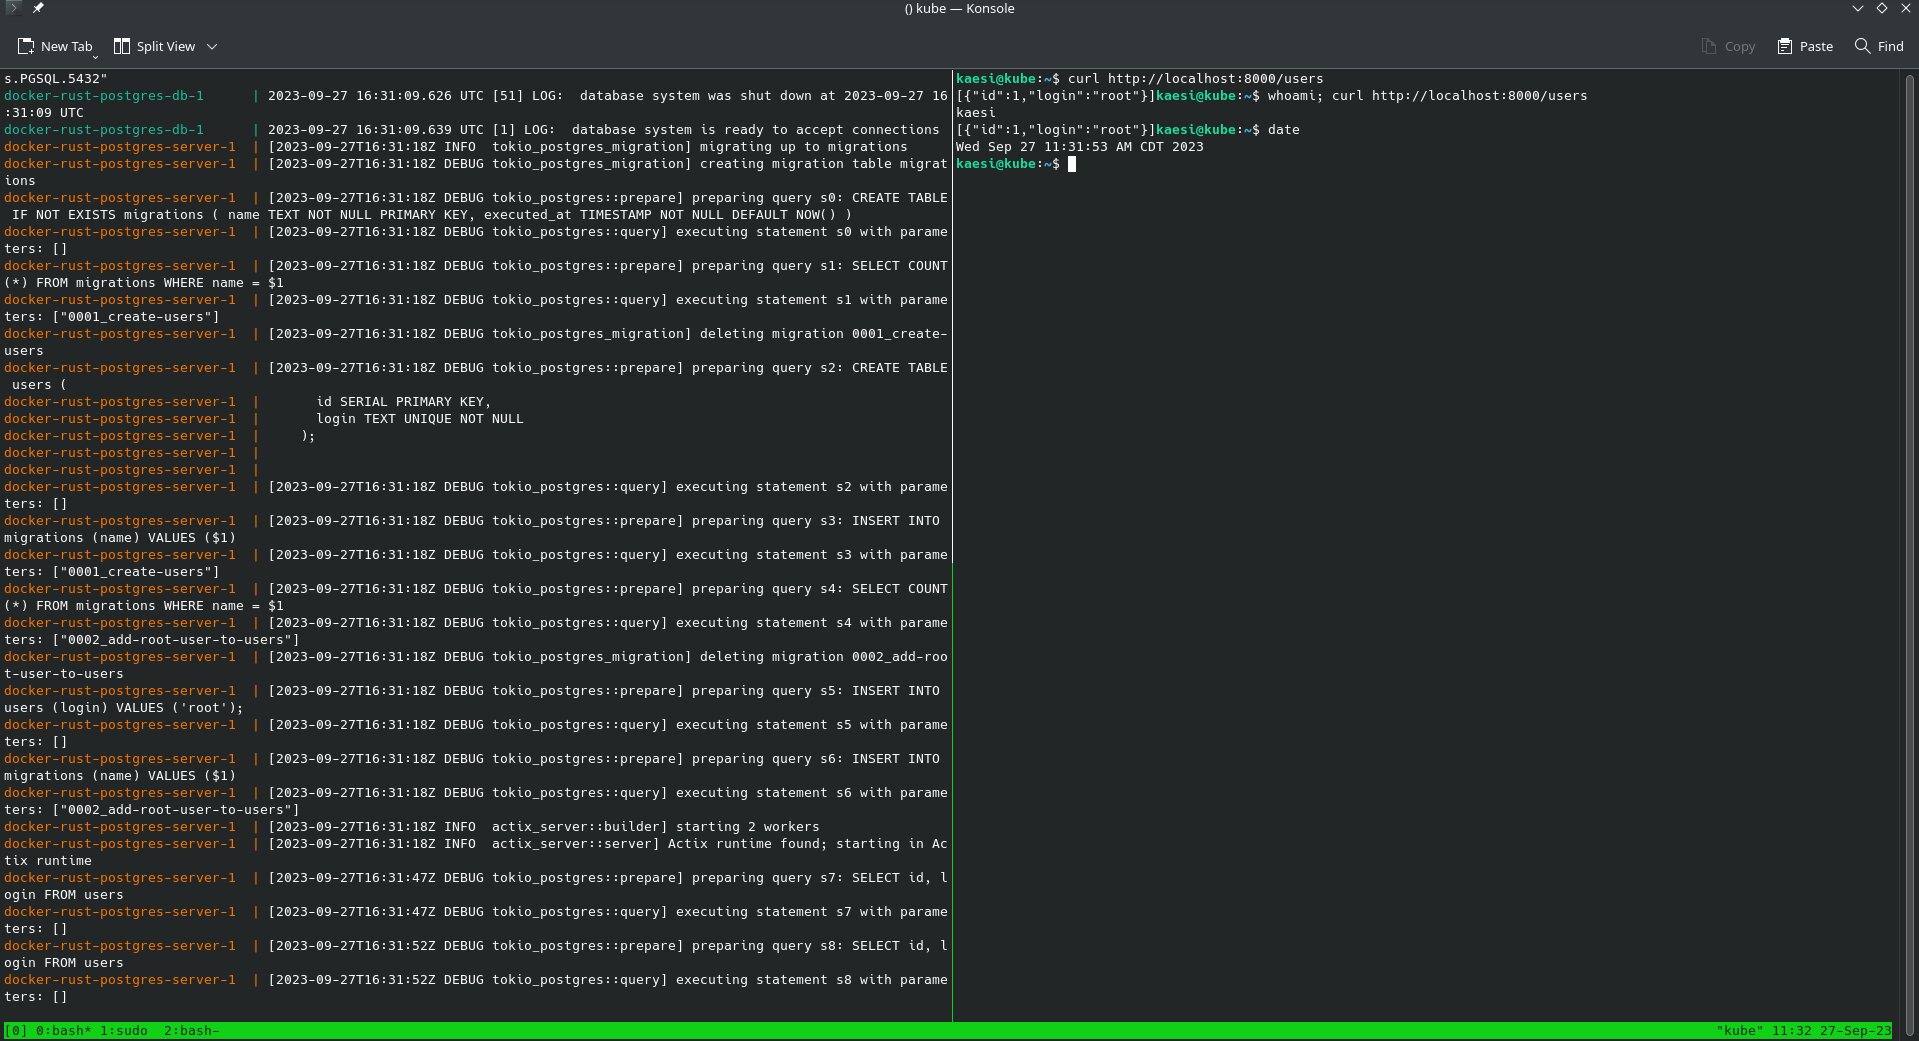 () kube — Konsole
New Tab
Split View
Copy
Paste
Find
s.PGSQL.5432"
docker-rust-postgres-db-1      | 2023-09-27 16:31:09.626 UTC [51] LOG:  database system was shut down at 2023-09-27 16
:31:09 UTC
docker-rust-postgres-db-1      | 2023-09-27 16:31:09.639 UTC [1] LOG:  database system is ready to accept connections
docker-rust-postgres-server-1  | [2023-09-27T16:31:18Z INFO  tokio_postgres_migration] migrating up to migrations
docker-rust-postgres-server-1  | [2023-09-27T16:31:18Z DEBUG tokio_postgres_migration] creating migration table migrat
ions
docker-rust-postgres-server-1  | [2023-09-27T16:31:18Z DEBUG tokio_postgres::prepare] preparing query s0: CREATE TABLE
 IF NOT EXISTS migrations ( name TEXT NOT NULL PRIMARY KEY, executed_at TIMESTAMP NOT NULL DEFAULT NOW() )
docker-rust-postgres-server-1  | [2023-09-27T16:31:18Z DEBUG tokio_postgres::query] executing statement s0 with parame
ters: []
docker-rust-postgres-server-1  | [2023-09-27T16:31:18Z DEBUG tokio_postgres::prepare] preparing query s1: SELECT COUNT
(*) FROM migrations WHERE name = $1
docker-rust-postgres-server-1  | [2023-09-27T16:31:18Z DEBUG tokio_postgres::query] executing statement s1 with parame
ters: ["0001_create-users"]
docker-rust-postgres-server-1  | [2023-09-27T16:31:18Z DEBUG tokio_postgres_migration] deleting migration 0001_create-
users
docker-rust-postgres-server-1  | [2023-09-27T16:31:18Z DEBUG tokio_postgres::prepare] preparing query s2: CREATE TABLE
 users (
docker-rust-postgres-server-1  |       id SERIAL PRIMARY KEY,
docker-rust-postgres-server-1  |       login TEXT UNIQUE NOT NULL
docker-rust-postgres-server-1  |     );
docker-rust-postgres-server-1  |
docker-rust-postgres-server-1  |
docker-rust-postgres-server-1  | [2023-09-27T16:31:18Z DEBUG tokio_postgres::query] executing statement s2 with parame
ters: []
docker-rust-postgres-server-1  | [2023-09-27T16:31:18Z DEBUG tokio_postgres::prepare] preparing query s3: INSERT INTO
migrations (name) VALUES ($1)
docker-rust-postgres-server-1  | [2023-09-27T16:31:18Z DEBUG tokio_postgres::query] executing statement s3 with parame
ters: ["0001_create-users"]
docker-rust-postgres-server-1  | [2023-09-27T16:31:18Z DEBUG tokio_postgres::prepare] preparing query s4: SELECT COUNT
(*) FROM migrations WHERE name = $1
docker-rust-postgres-server-1  | [2023-09-27T16:31:18Z DEBUG tokio_postgres::query] executing statement s4 with parame
ters: ["0002_add-root-user-to-users"]
docker-rust-postgres-server-1  | [2023-09-27T16:31:18Z DEBUG tokio_postgres_migration] deleting migration 0002_add-roo
t-user-to-users
docker-rust-postgres-server-1  | [2023-09-27T16:31:18Z DEBUG tokio_postgres::prepare] preparing query s5: INSERT INTO
users (login) VALUES ('root');
docker-rust-postgres-server-1  | [2023-09-27T16:31:18Z DEBUG tokio_postgres::query] executing statement s5 with parame
ters: []
docker-rust-postgres-server-1  | [2023-09-27T16:31:18Z DEBUG tokio_postgres::prepare] preparing query s6: INSERT INTO
migrations (name) VALUES ($1)
docker-rust-postgres-server-1  | [2023-09-27T16:31:18Z DEBUG tokio_postgres::query] executing statement s6 with parame
ters: ["0002_add-root-user-to-users"]
docker-rust-postgres-server-1  | [2023-09-27T16:31:18Z INFO  actix_server::builder] starting 2 workers
docker-rust-postgres-server-1  | [2023-09-27T16:31:18Z INFO  actix_server::server] Actix runtime found; starting in Ac
tix runtime
docker-rust-postgres-server-1  | [2023-09-27T16:31:47Z DEBUG tokio_postgres::prepare] preparing query s7: SELECT id, l
ogin FROM users
docker-rust-postgres-server-1  | [2023-09-27T16:31:47Z DEBUG tokio_postgres::query] executing statement s7 with parame
ters: []
docker-rust-postgres-server-1  | [2023-09-27T16:31:52Z DEBUG tokio_postgres::prepare] preparing query s8: SELECT id, l
ogin FROM users
docker-rust-postgres-server-1  | [2023-09-27T16:31:52Z DEBUG tokio_postgres::query] executing statement s8 with parame
ters: []
kaesi@kube:~$ curl http://localhost:8000/users
[{"id":1,"login":"root"}]kaesi@kube:~$ whoami; curl http://localhost:8000/users
kaesi
[{"id":1,"login":"root"}]kaesi@kube:~$ date
Wed Sep 27 11:31:53 AM CDT 2023
kaesi@kube:~$
[0] 0:bash* 1:sudo  2:bash-
"kube" 11:32 27-Sep-23